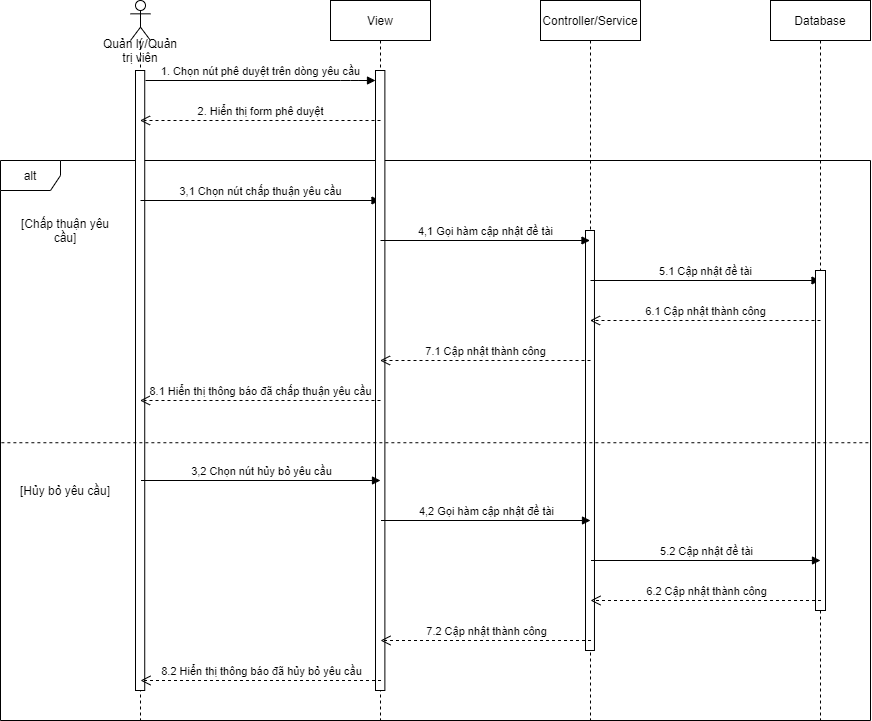 View
Controller/Service
Database
Quản lý/Quản
trị viên
1. Chọn nút phê duyệt trên dòng yêu cầu
2. Hiển thị form phê duyệt
alt
3,1 Chọn nút chấp thuận yêu cầu
[Chấp thuận yêu
cầu]
4,1 Gọi hàm cập nhật đề tài
5.1 Cập nhật đề tài
6.1 Cập nhật thành công
7.1 Cập nhật thành công
8.1 Hiển thị thông báo đã chấp thuận yêu cầu
3,2 Chọn nút hủy bỏ yêu cầu
[Hủy bỏ yêu cầu]
4,2 Gọi hàm cập nhật đề tài
5.2 Cập nhật đề tài
6.2 Cập nhật thành công
7.2 Cập nhật thành công
8.2 Hiển thị thông báo đã hủy bỏ yêu cầu